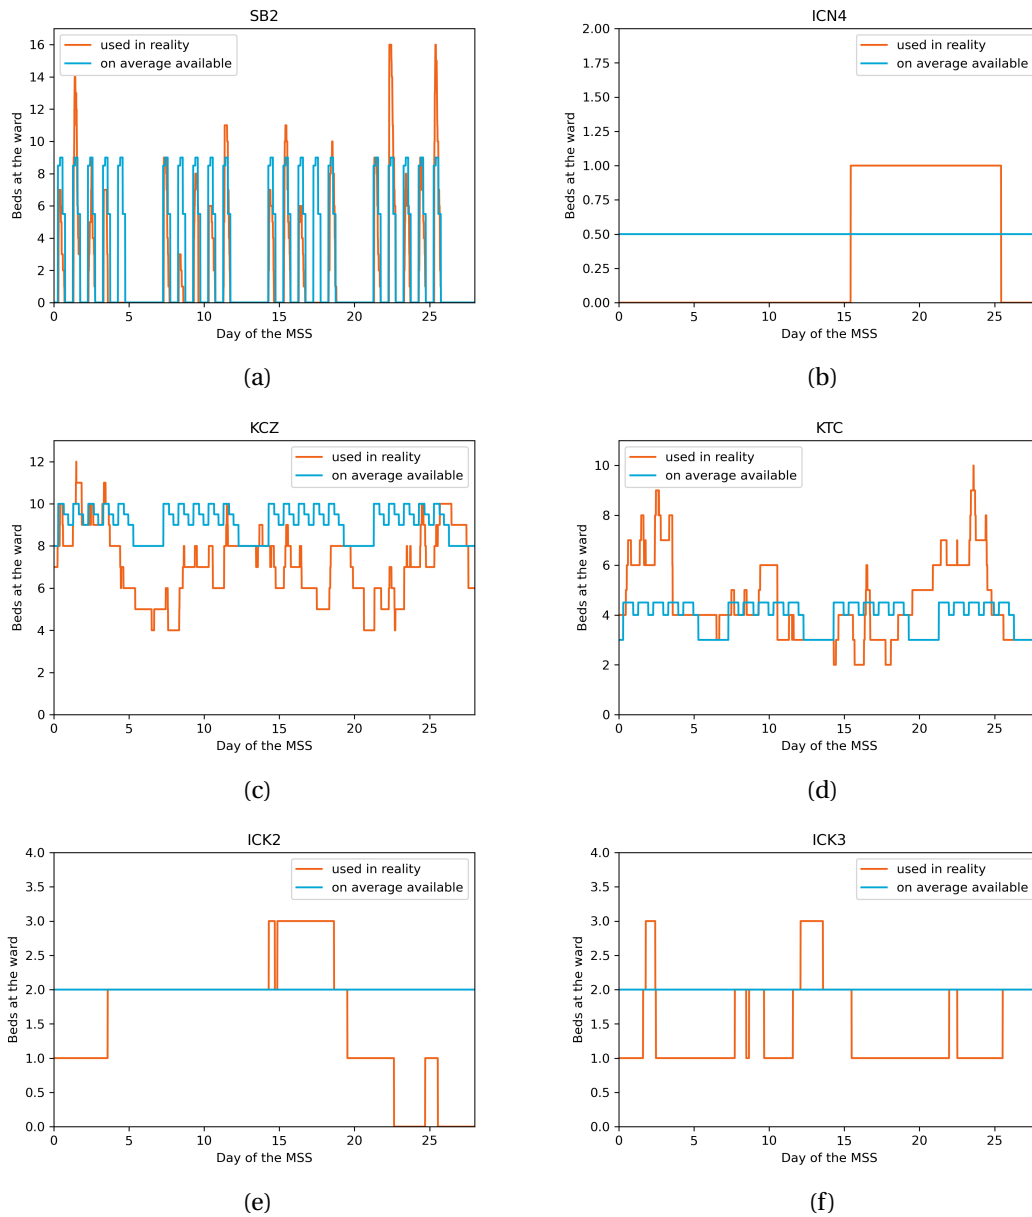 SB2
Beds at the ward
16
14
12
10
8
6
4
2
0
used in reality
on average available
0 5 10 15 20 25
Day of the MSS
(a)
ICN4
Beds at the ward
2.00
1.75
1.50
1.25
1.00
0.75
0.50
0.25
0.00
used in reality
on average available
0 5 10 15 20 25
Day of the MSS
(b)
KCZ
Beds at the ward
12
10
8
6
4
2
0
used in reality
on average available
0 5 10 15 20 25
Day of the MSS
(c)
KTC
Beds at the ward
10
8
6
4
2
0
used in reality
on average available
0 5 10 15 20 25
Day of the MSS
(d)
ICK2
Beds at the ward
4.0
3.5
3.0
2.5
2.0
1.5
1.0
0.5
0.0
used in reality
on average available
0 5 10 15 20 25
Day of the MSS
(e)
ICK3
Beds at the ward
4.0
3.5
3.0
2.5
2.0
1.5
1.0
0.5
0.0
used in reality
on average available
0 5 10 15 20 25
Day of the MSS
(f)